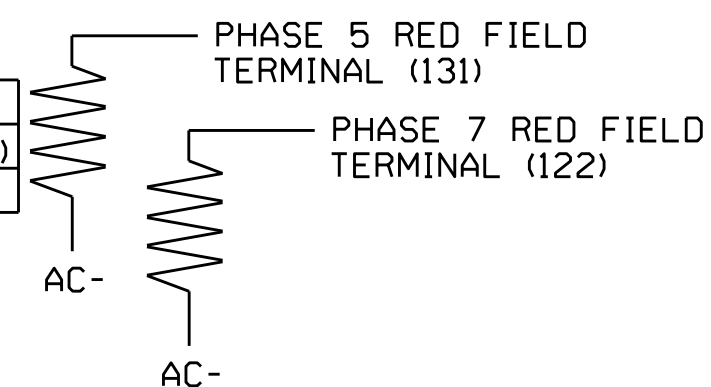 PHASE 5 RED FIELD
TERMINAL (131)
PHASE 7 RED FIELD
TERMINAL (122)
)
AC-
AC-